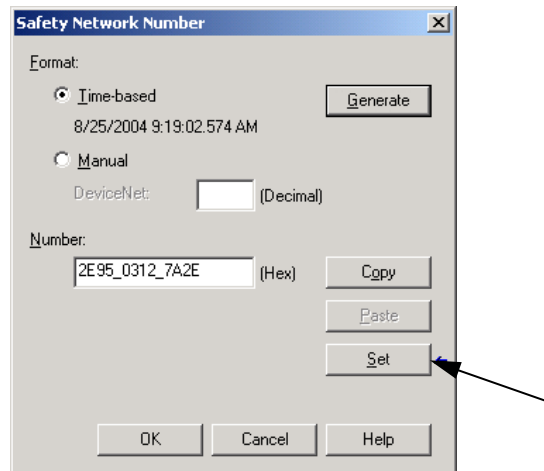 Safety Network Number
Format:
Time-based
Generate
8/25/2004 9:19:02.574 AM
Manual
DeviceNet:
(Decimal)
Number:
2E95_0312_7A2E
(Hex)
Copy
Paste
Set
OK
Cancel
Help